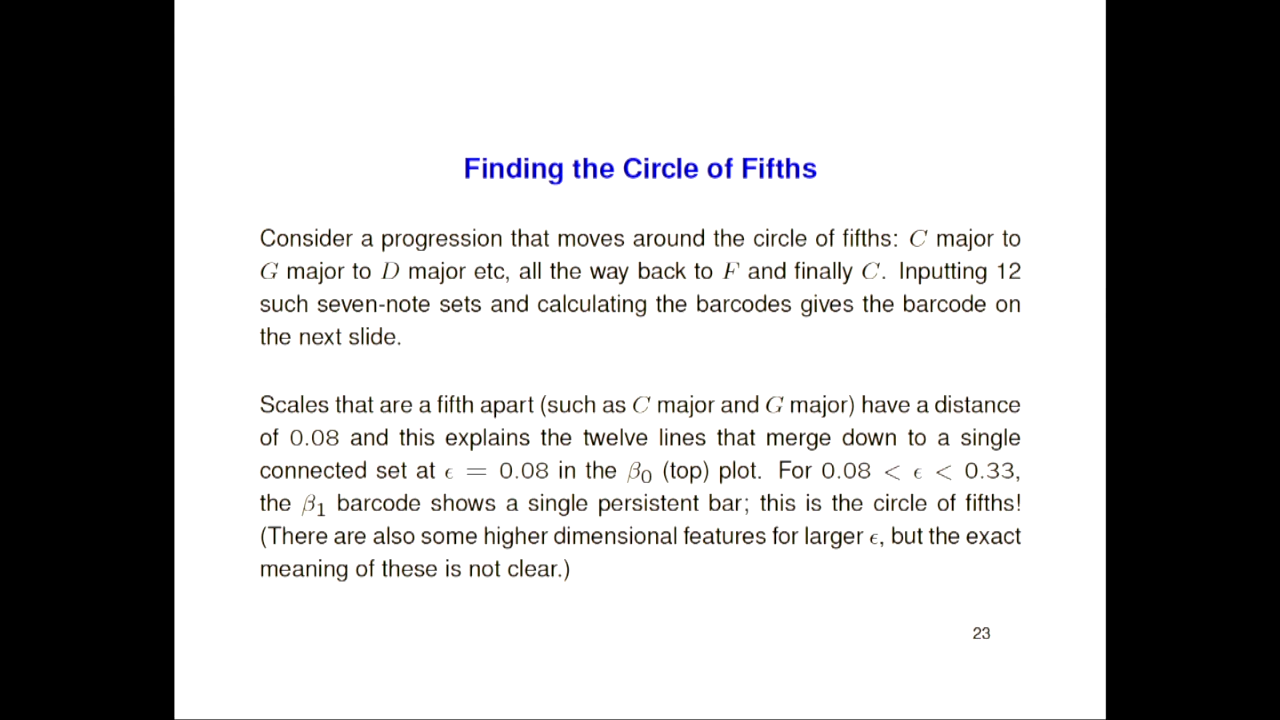 Finding the Circle of Fifths
Consider a progression that moves around the circle of fifths: C major to
G major to D major etc, all the way back to F and finally C. Inputting 12
such seven-note sets and calculating the barcodes gives the barcode on
the next slide.
Scales that are a fifth apart (such as C major and G major) have a distance
of 0.08 and this explains the twelve lines that merge down to a single
connected set at ϵ = 0.08 in the β₀ (top) plot. For 0.08 < ϵ < 0.33,
the β₁ barcode shows a single persistent bar; this is the circle of fifths!
(There are also some higher dimensional features for larger ϵ, but the exact
meaning of these is not clear.)
23